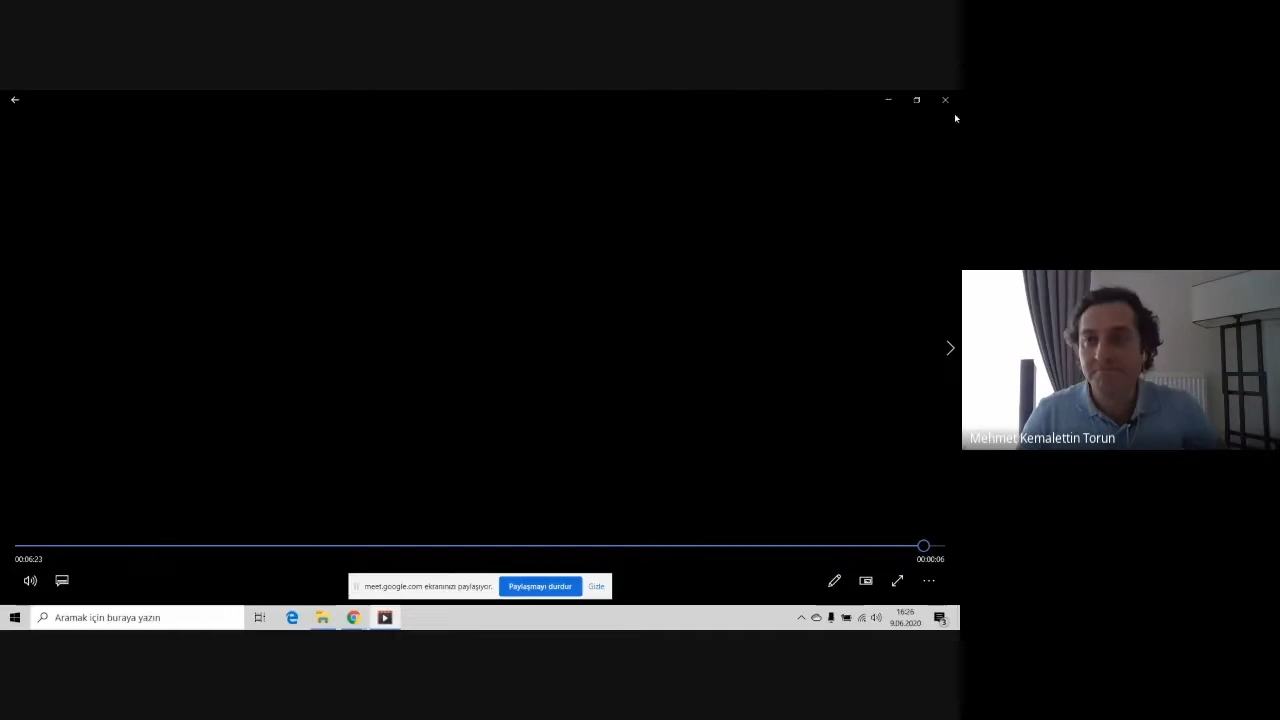 Mehmet Kemalettin Torun
00:06:23
00:00:06
meet.google.com ekranınızı paylaşıyor.
Paylaşmayı durdur
Gizle
Aramak için buraya yazın
16:26
9.06.2020
3